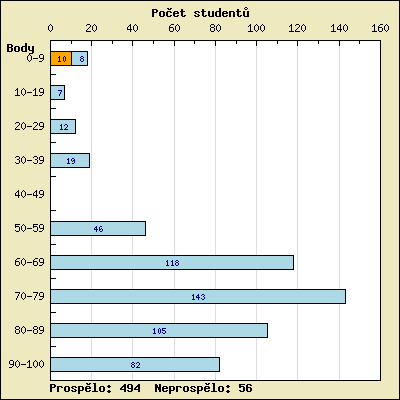 Počet studentů
0 20 40 60 80 100 120 140 160
Body
0-9 10 8
10-19 7
20-29 12
30-39 19
40-49
50-59 46
60-69 118
70-79 143
80-89 105
90-100 82
Prospělo: 494 Neprospělo: 56